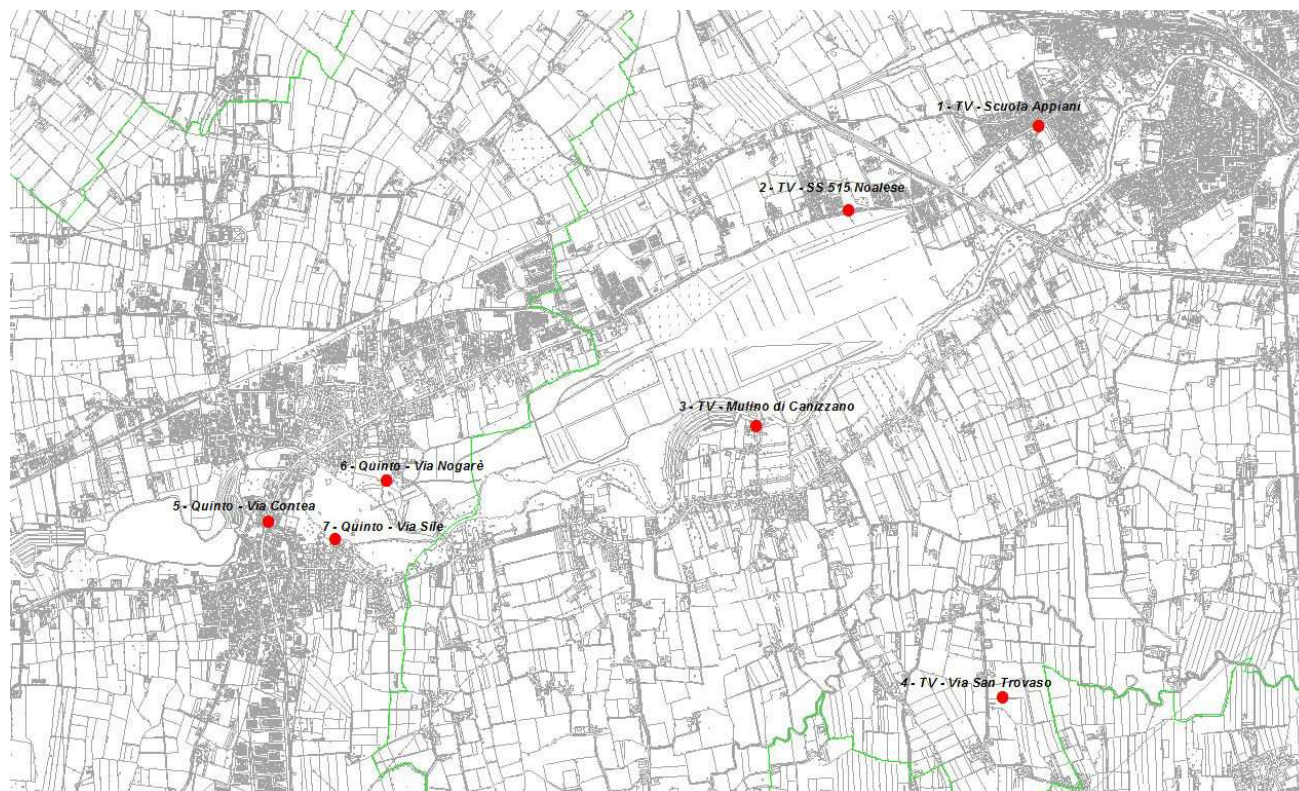 1 - TV - Scuola Appiani
2 - TV - SS 515 Noalese
3 - TV - Mulino di Canizzano
6 - Quinto - Via Nogarè
5 - Quinto - Via Contea
7 - Quinto - Via Sile
4 - TV - Via San Trovaso